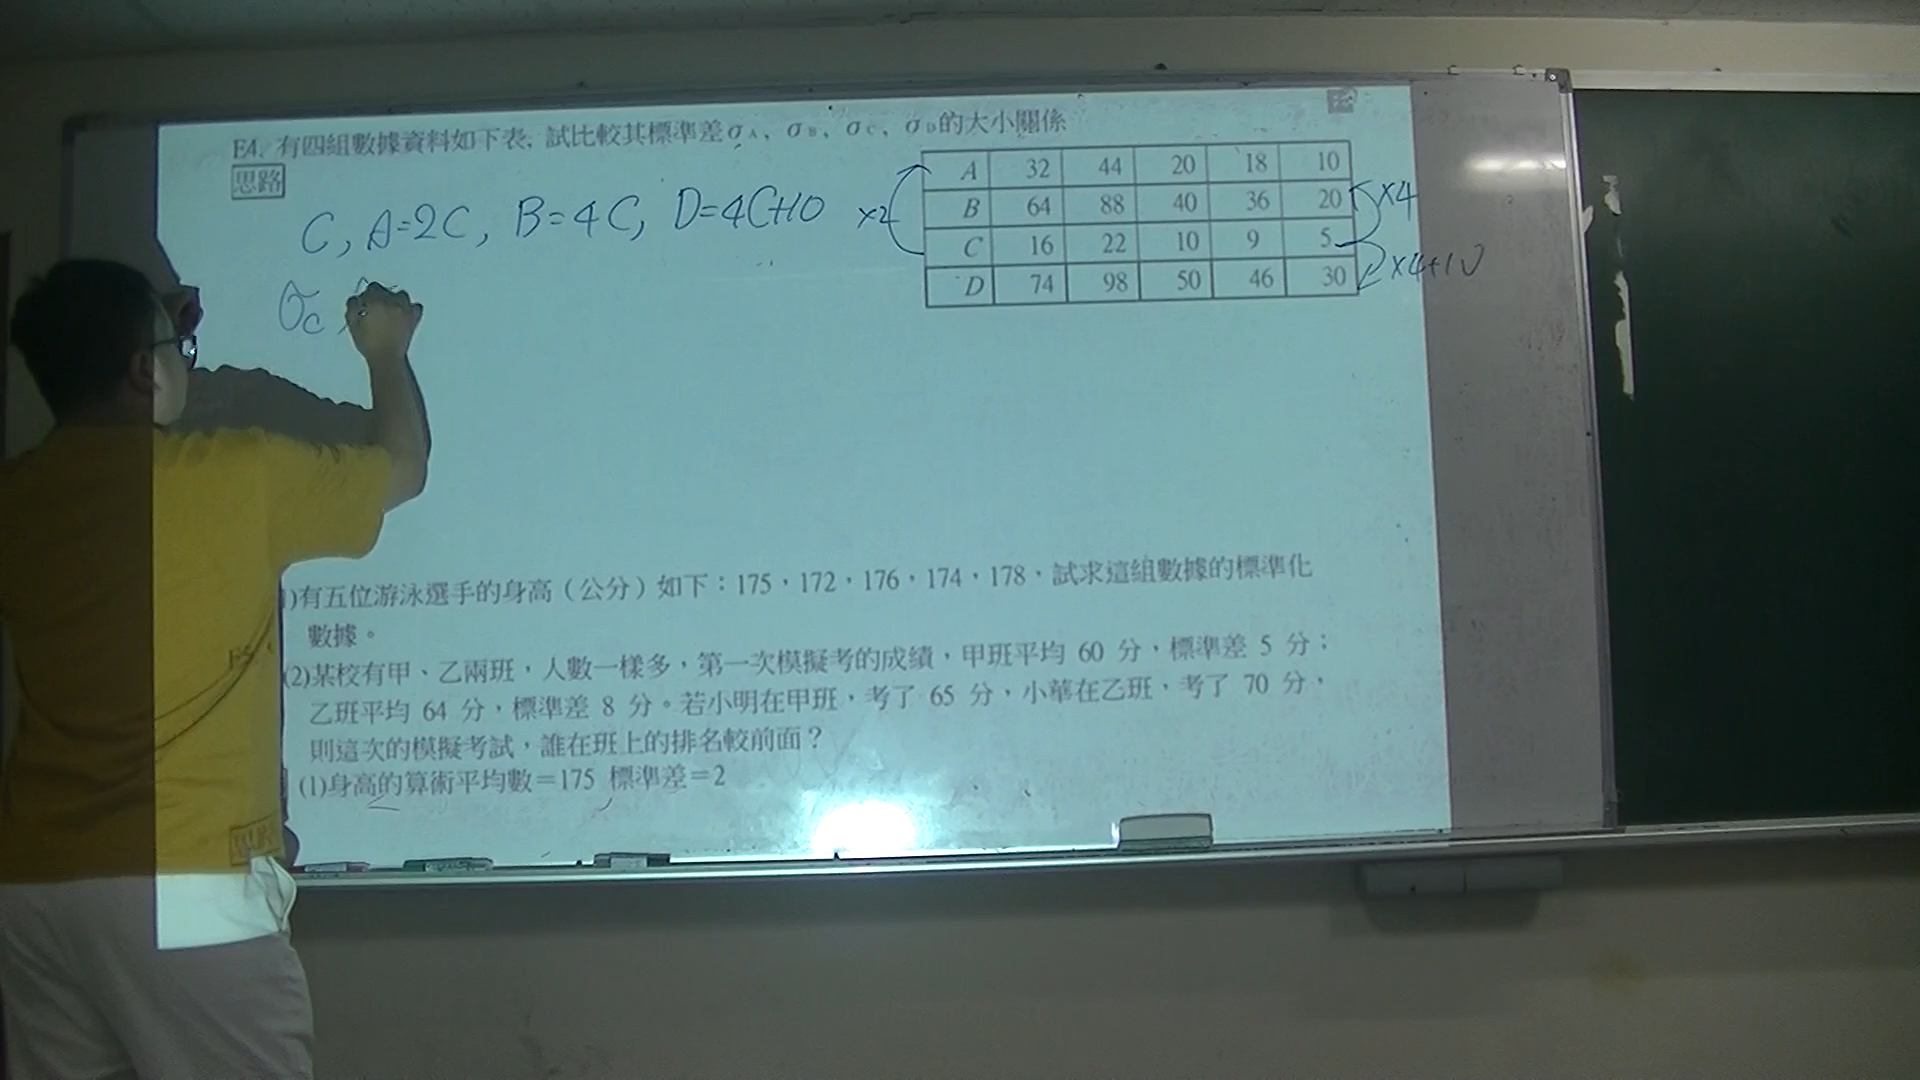 E4. 有四組數據資料如下表, 試比較其標準差σA、σB、σC、σD的大小關係
思路
A 32 44 20 18 10
B 64 88 40 36 20
C 16 22 10 9 5
D 74 98 50 46 30
×2
×4
×4+10
C, A=2C, B=4C, D=4C+10
σC,
(1)有五位游泳選手的身高（公分）如下：175，172，176，174，178，試求這組數據的標準化
數據。
(2)某校有甲、乙兩班，人數一樣多，第一次模擬考的成績，甲班平均 60 分，標準差 5 分；
乙班平均 64 分，標準差 8 分。若小明在甲班，考了 65 分，小華在乙班，考了 70 分，
則這次的模擬考試，誰在班上的排名較前面？
(1)身高的算術平均數=175 標準差=2
思路